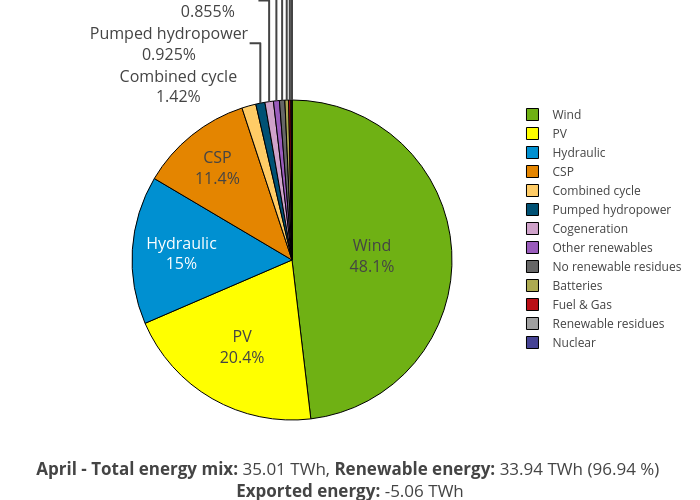 0.855%
Pumped hydropower
0.925%
Combined cycle
1.42%
CSP
11.4%
Hydraulic
15%
Wind
48.1%
PV
20.4%
Wind
PV
Hydraulic
CSP
Combined cycle
Pumped hydropower
Cogeneration
Other renewables
No renewable residues
Batteries
Fuel & Gas
Renewable residues
Nuclear
April - Total energy mix: 35.01 TWh, Renewable energy: 33.94 TWh (96.94 %)
Exported energy: -5.06 TWh